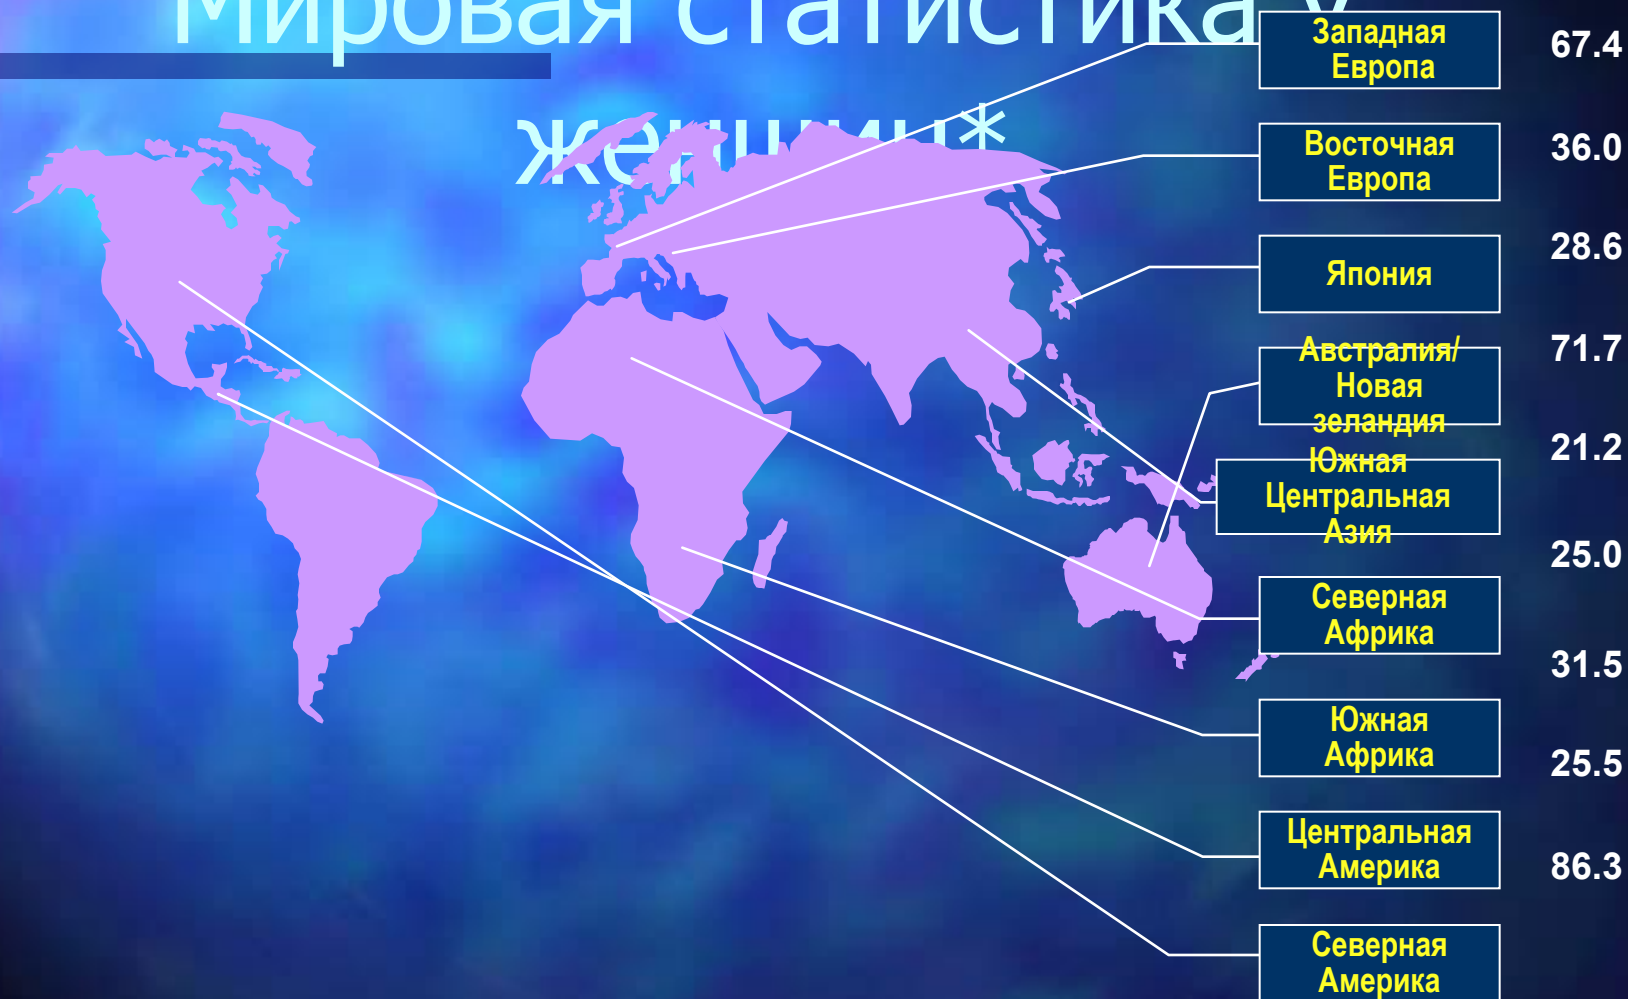 Мировая статистика у
женщин*
Западная
Европа
67.4
Восточная
Европа
36.0
Япония
28.6
Австралия/
Новая
зеландия
71.7
Южная
Центральная
Азия
21.2
Северная
Африка
25.0
Южная
Африка
31.5
Центральная
Америка
25.5
Северная
Америка
86.3